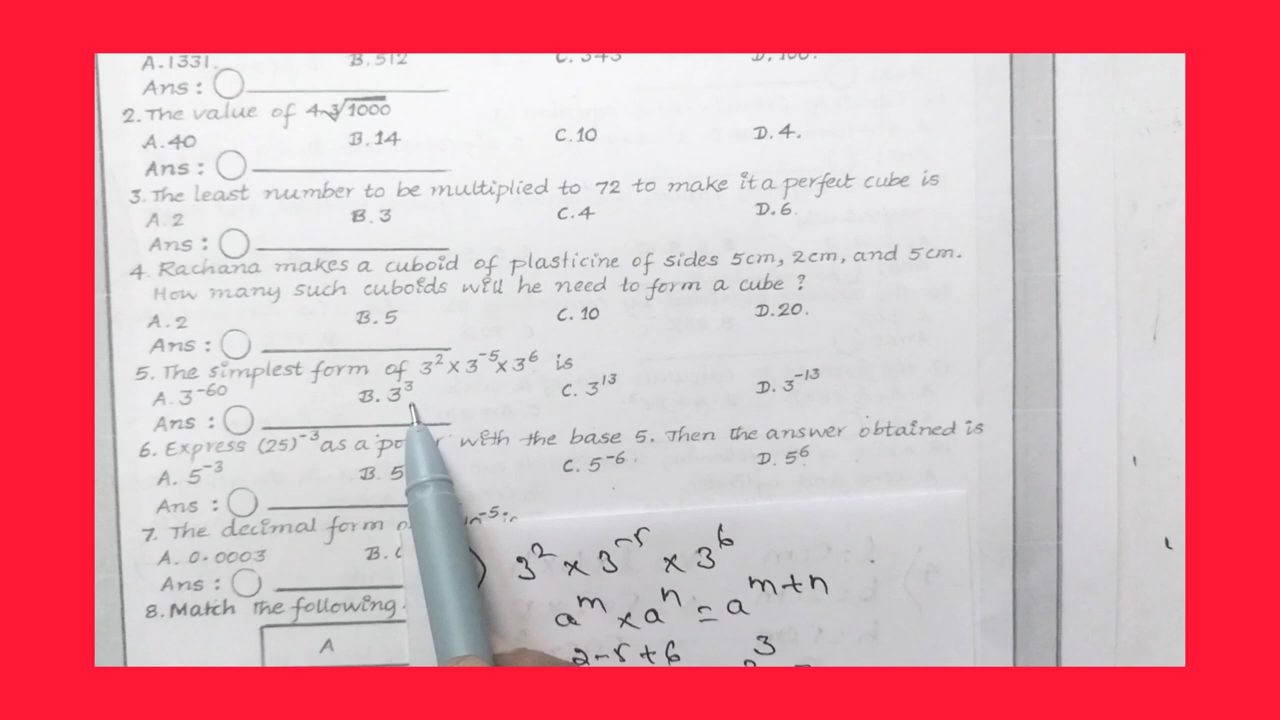 A.1331. B.512 C. 343 D. 100.
Ans :
2. The value of 4∛1000
A.40 B.14 C.10 D.4.
Ans :
3. The least number to be multiplied to 72 to make it a perfect cube is
A.2 B.3 C.4 D.6.
Ans :
4. Rachana makes a cuboid of plasticine of sides 5cm, 2cm, and 5cm.
How many such cuboids will he need to form a cube ?
A.2 B.5 C.10 D.20.
Ans :
5. The simplest form of 3²×3⁻⁵×3⁶ is
A. 3⁻⁶⁰ B. 3³ C. 3¹³ D. 3⁻¹³
Ans :
6. Express (25)⁻³ as a po with the base 5. Then the answer obtained is
A. 5⁻³ B. 5 C. 5⁻⁶ D. 5⁶
Ans :
7. The decimal form
A. 0.0003 B.
Ans :
8. Match the following
A
) 3² × 3⁻⁵ × 3⁶
aᵐ × aⁿ = aᵐ⁺ⁿ
2-5+6 3